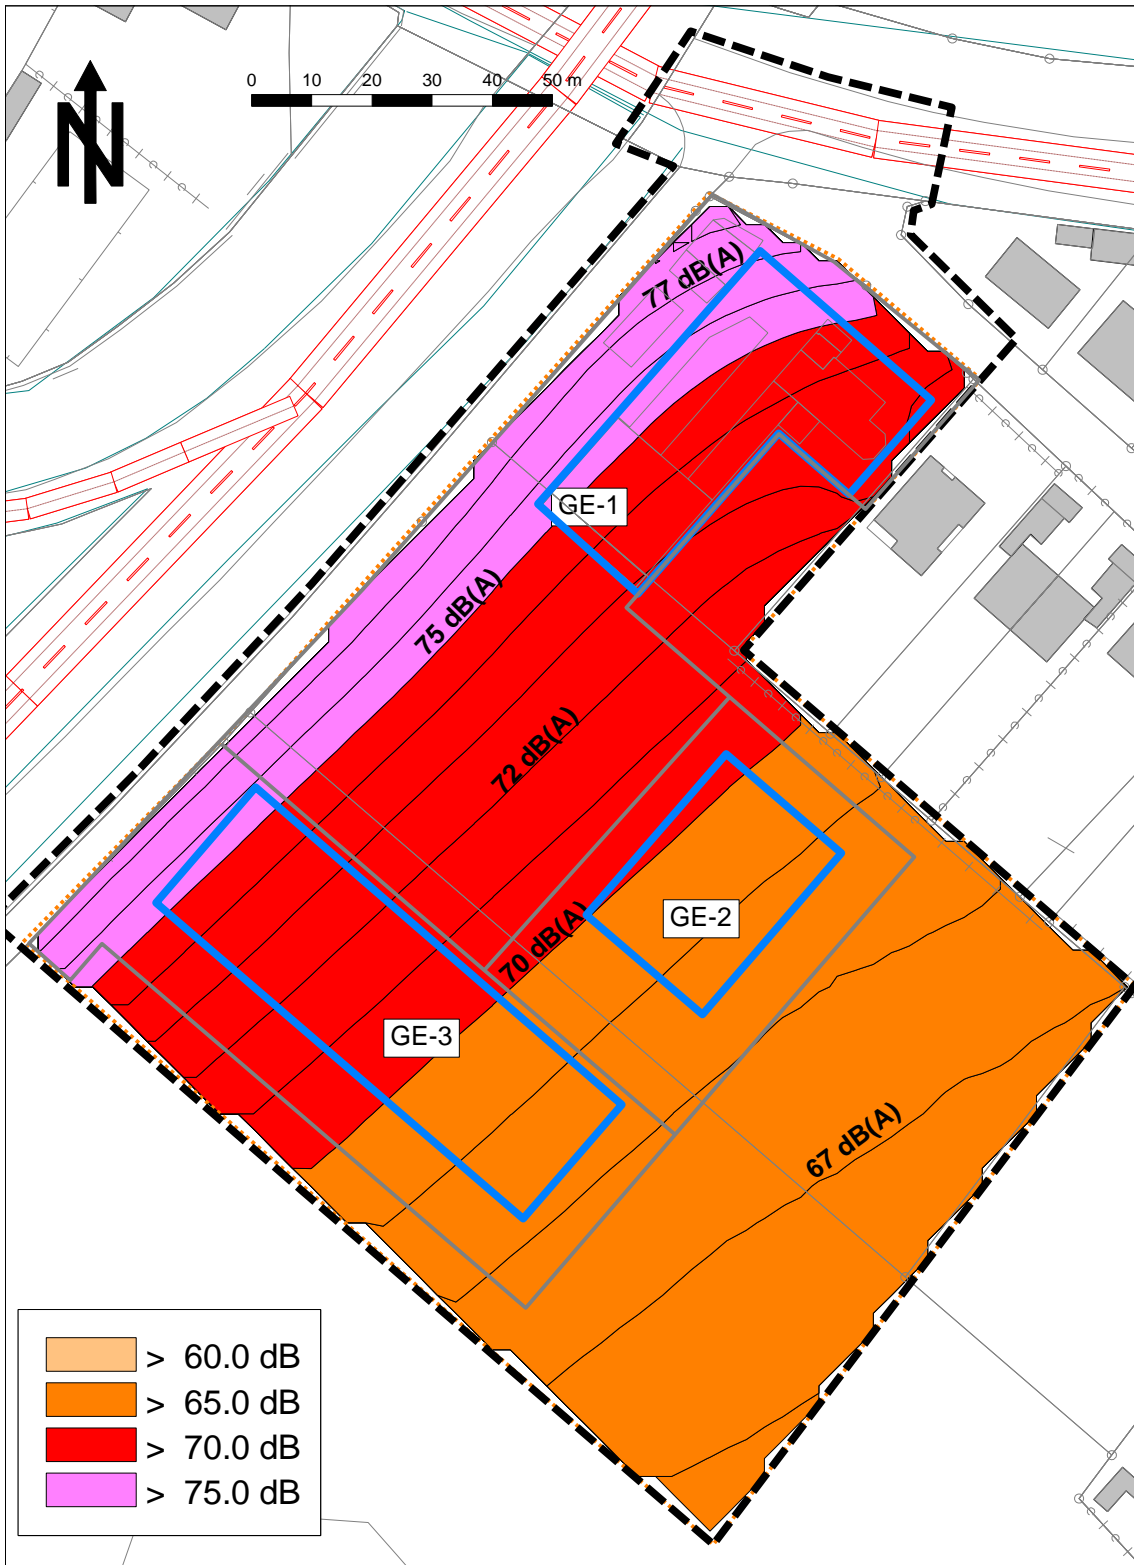 0 10 20 30 40 50 m
N
77 dB(A)
GE-1
75 dB(A)
72 dB(A)
GE-2
70 dB(A)
GE-3
67 dB(A)
> 60.0 dB
> 65.0 dB
> 70.0 dB
> 75.0 dB